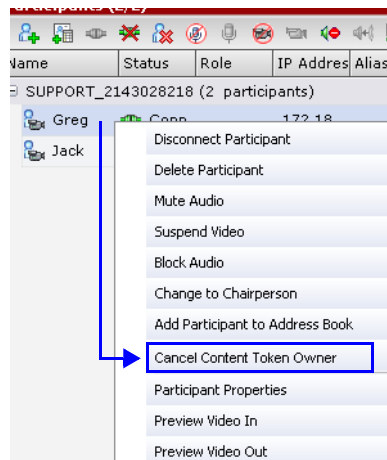 Participants (2/2)
Name Status Role IP Addres Alias
SUPPORT_2143028218 (2 participants)
Greg Conn 172.18
Jack
Disconnect Participant
Delete Participant
Mute Audio
Suspend Video
Block Audio
Change to Chairperson
Add Participant to Address Book
Cancel Content Token Owner
Participant Properties
Preview Video In
Preview Video Out